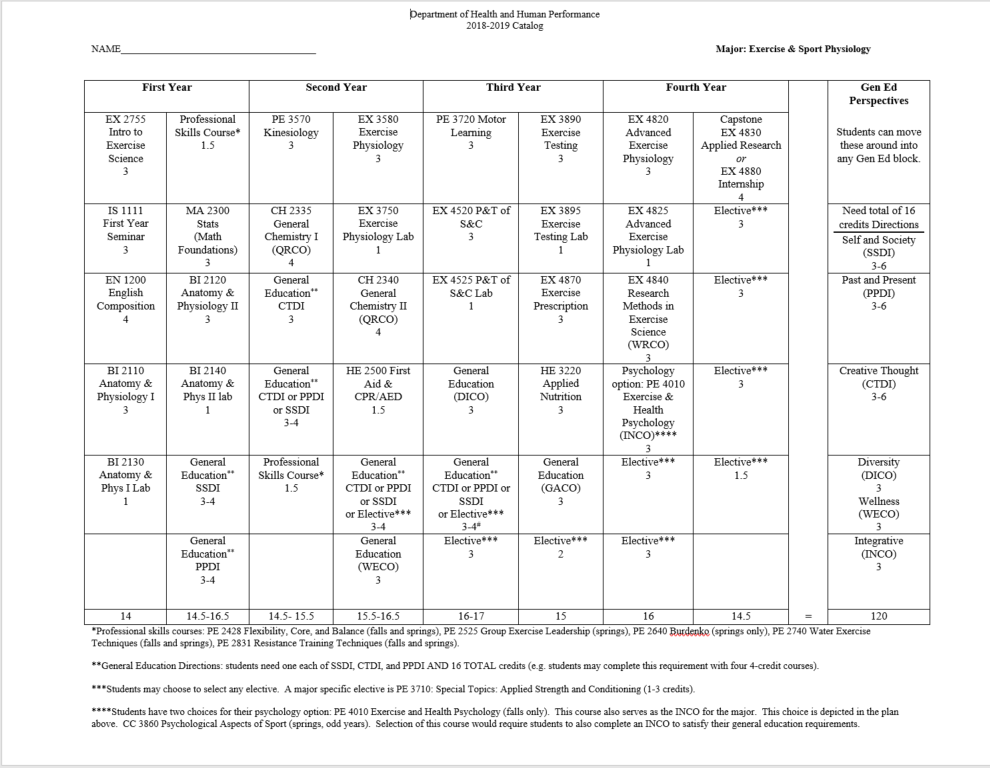 Department of Health and Human Performance
2018-2019 Catalog
NAME____________________________________
Major: Exercise & Sport Physiology
First Year
Second Year
Third Year
Fourth Year
Gen Ed
Perspectives
EX 2755
Intro to
Exercise
Science
3
Professional
Skills Course*
1.5
PE 3570
Kinesiology
3
EX 3580
Exercise
Physiology
3
PE 3720 Motor
Learning
3
EX 3890
Exercise
Testing
3
EX 4820
Advanced
Exercise
Physiology
3
Capstone
EX 4830
Applied Research
or
EX 4880
Internship
4
Students can move
these around into
any Gen Ed block.
IS 1111
First Year
Seminar
3
MA 2300
Stats
(Math
Foundations)
3
CH 2335
General
Chemistry I
(QRCO)
4
EX 3750
Exercise
Physiology Lab
1
EX 4520 P&T of
S&C
3
EX 3895
Exercise
Testing Lab
1
EX 4825
Advanced
Exercise
Physiology Lab
1
Elective***
3
Need total of 16
credits Directions
Self and Society
(SSDI)
3-6
EN 1200
English
Composition
4
BI 2120
Anatomy &
Physiology II
3
General
Education**
CTDI
3
CH 2340
General
Chemistry II
(QRCO)
4
EX 4525 P&T of
S&C Lab
1
EX 4870
Exercise
Prescription
3
EX 4840
Research
Methods in
Exercise
Science
(WRCO)
3
Elective***
3
Past and Present
(PPDI)
3-6
BI 2110
Anatomy &
Physiology I
3
BI 2140
Anatomy &
Phys II lab
1
General
Education**
CTDI or PPDI
or SSDI
3-4
HE 2500 First
Aid &
CPR/AED
1.5
General
Education
(DICO)
3
HE 3220
Applied
Nutrition
3
Psychology
option: PE 4010
Exercise &
Health
Psychology
(INCO)****
3
Elective***
3
Creative Thought
(CTDI)
3-6
BI 2130
Anatomy &
Phys I Lab
1
General
Education**
SSDI
3-4
Professional
Skills Course*
1.5
General
Education**
CTDI or PPDI
or SSDI
or Elective***
3-4
General
Education**
CTDI or PPDI or
SSDI
or Elective***
3-4#
General
Education
(GACO)
3
Elective***
3
Elective***
1.5
Diversity
(DICO)
3
Wellness
(WECO)
3
General
Education**
PPDI
3-4
General
Education
(WECO)
3
Elective***
3
Elective***
2
Elective***
3
Integrative
(INCO)
3
14
14.5-16.5
14.5- 15.5
15.5-16.5
16-17
15
16
14.5
=
120
*Professional skills courses: PE 2428 Flexibility, Core, and Balance (falls and springs), PE 2525 Group Exercise Leadership (springs), PE 2640 Burdenko (springs only), PE 2740 Water Exercise
Techniques (falls and springs), PE 2831 Resistance Training Techniques (falls and springs).
**General Education Directions: students need one each of SSDI, CTDI, and PPDI AND 16 TOTAL credits (e.g. students may complete this requirement with four 4-credit courses).
***Students may choose to select any elective. A major specific elective is PE 3710: Special Topics: Applied Strength and Conditioning (1-3 credits).
****Students have two choices for their psychology option: PE 4010 Exercise and Health Psychology (falls only). This course also serves as the INCO for the major. This choice is depicted in the plan
above. CC 3860 Psychological Aspects of Sport (springs, odd years). Selection of this course would require students to also complete an INCO to satisfy their general education requirements.